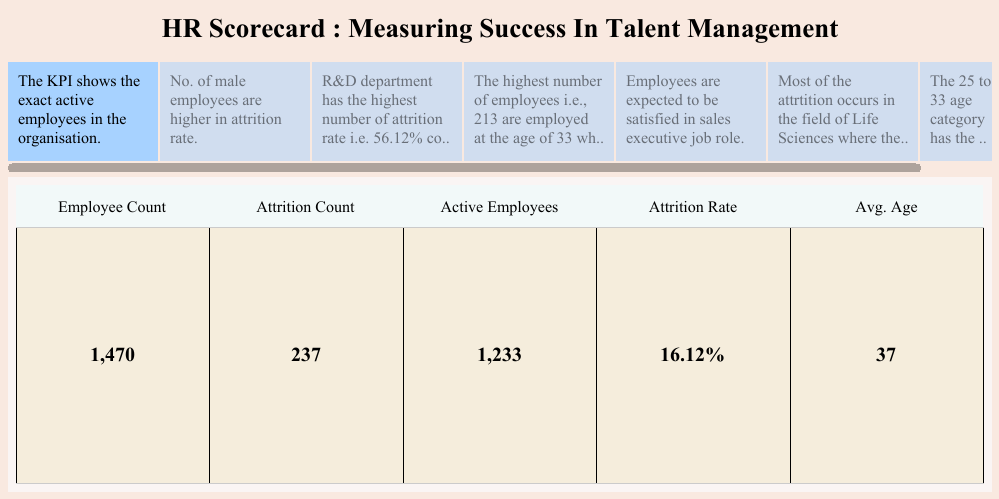 HR Scorecard : Measuring Success In Talent Management
The KPI shows the
exact active
employees in the
organisation.
No. of male
employees are
higher in attrition
rate.
R&D department
has the highest
number of attrition
rate i.e. 56.12% co..
The highest number
of employees i.e.,
213 are employed
at the age of 33 wh..
Employees are
expected to be
satisfied in sales
executive job role.
Most of the
attrtition occurs in
the field of Life
Sciences where the..
The 25 to
33 age
category
has the ..
Employee Count
Attrition Count
Active Employees
Attrition Rate
Avg. Age
1,470
237
1,233
16.12%
37